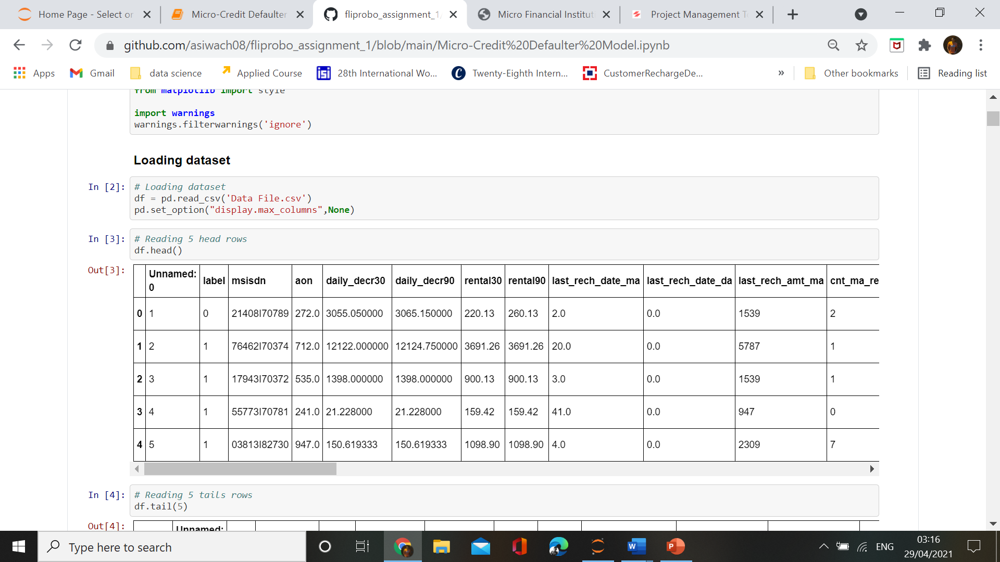 Home Page - Select or
Micro-Credit Defaulter
fliprobo_assignment_1/
Micro Financial Institut
Project Management T
github.com/asiwach08/fliprobo_assignment_1/blob/main/Micro-Credit%20Defaulter%20Model.ipynb
Apps
Gmail
data science
Applied Course
28th International Wo...
Twenty-Eighth Intern...
CustomerRechargeDe...
»
Other bookmarks
Reading list
from matplotlib import style
import warnings
warnings.filterwarnings('ignore')
Loading dataset
In [2]: # Loading dataset
df = pd.read_csv('Data File.csv')
pd.set_option("display.max_columns",None)
In [3]: # Reading 5 head rows
df.head()
Out[3]:
Unnamed: 0 label msisdn aon daily_decr30 daily_decr90 rental30 rental90 last_rech_date_ma last_rech_date_da last_rech_amt_ma cnt_ma_re
0 1 0 21408I70789 272.0 3055.050000 3065.150000 220.13 260.13 2.0 0.0 1539 2
1 2 1 76462I70374 712.0 12122.000000 12124.750000 3691.26 3691.26 20.0 0.0 5787 1
2 3 1 17943I70372 535.0 1398.000000 1398.000000 900.13 900.13 3.0 0.0 1539 1
3 4 1 55773I70781 241.0 21.228000 21.228000 159.42 159.42 41.0 0.0 947 0
4 5 1 03813I82730 947.0 150.619333 150.619333 1098.90 1098.90 4.0 0.0 2309 7
In [4]: # Reading 5 tails rows
df.tail(5)
Out[4]:
Unnamed:
Type here to search
ENG
03:16
29/04/2021